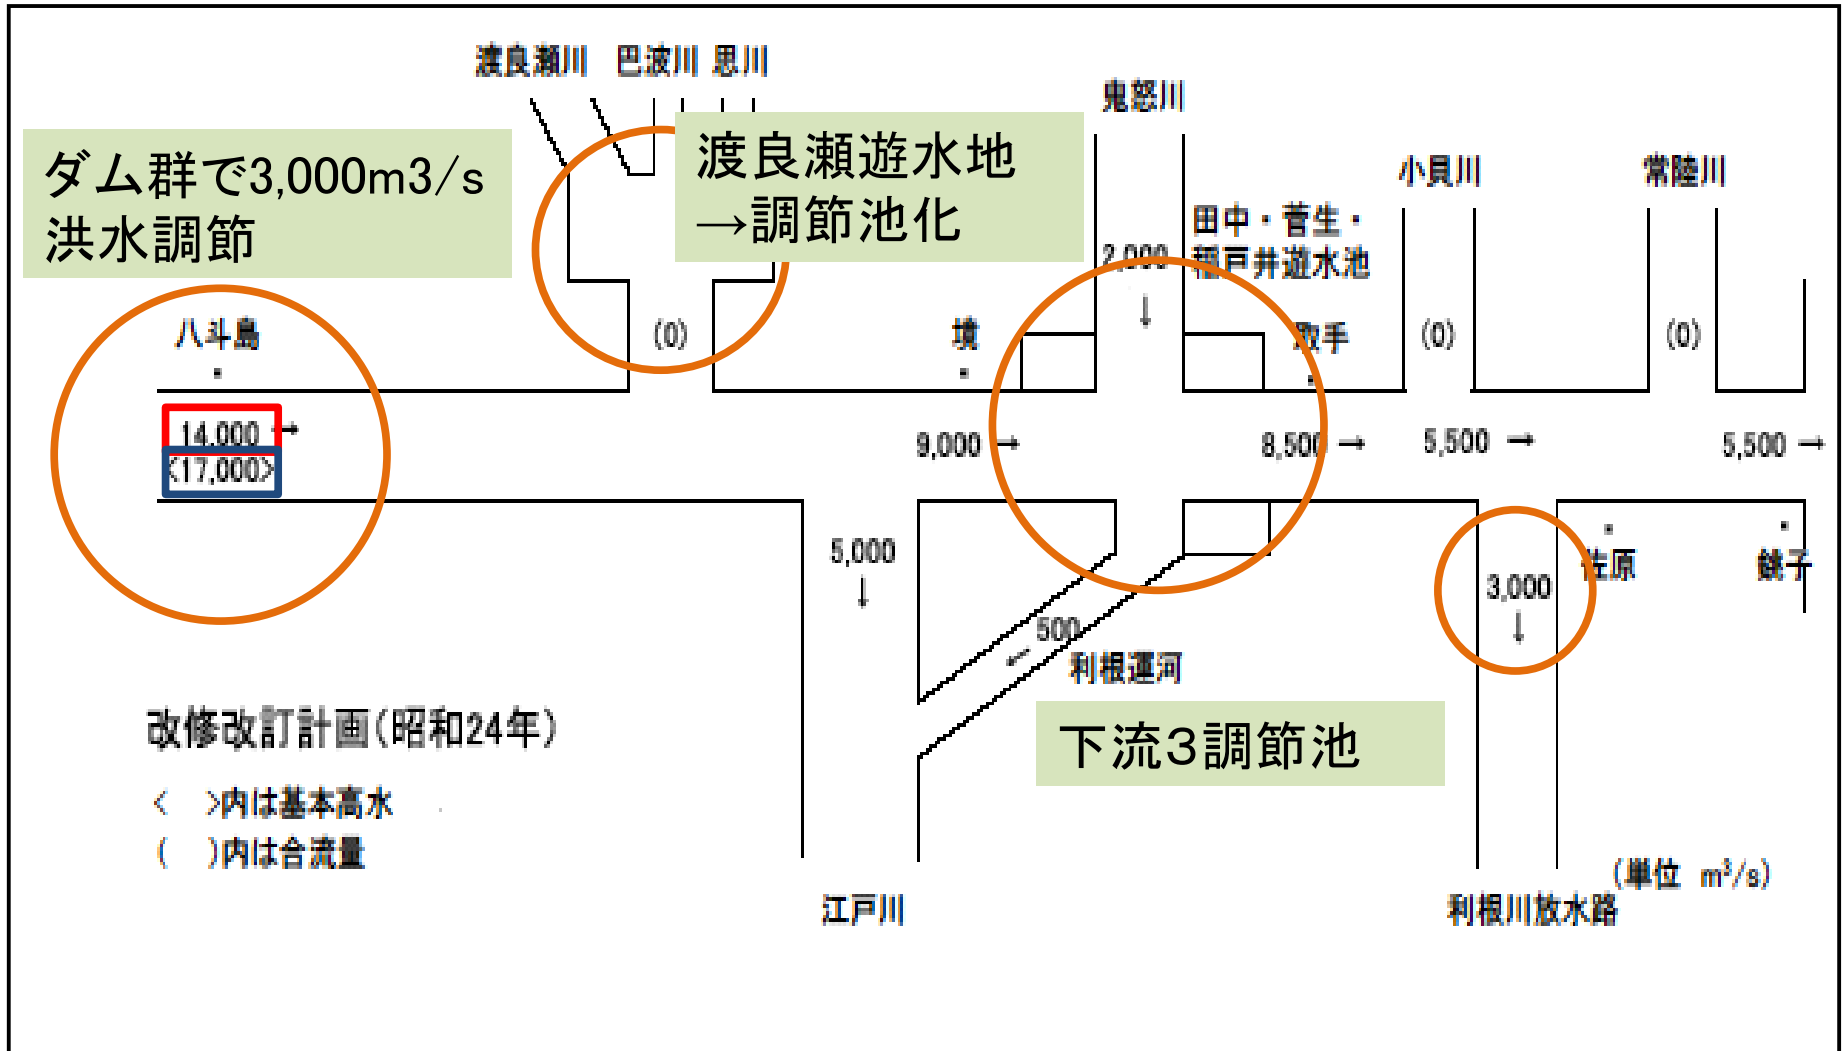 渡良瀬川 巴波川 思川
鬼怒川
ダム群で3,000m3/s
洪水調節
渡良瀬遊水地
→調節池化
小貝川
常陸川
田中・菅生・
稲戸井遊水池
2,000
↓
八斗島
(0)
境
取手
(0)
(0)
14,000 →
<17,000>
9,000 →
8,500 →
5,500 →
5,500 →
5,000
↓
500
←
利根運河
3,000
↓
佐原
銚子
改修改訂計画(昭和24年)
< >内は基本高水
( )内は合流量
下流3調節池
(単位 m³/s)
江戸川
利根川放水路